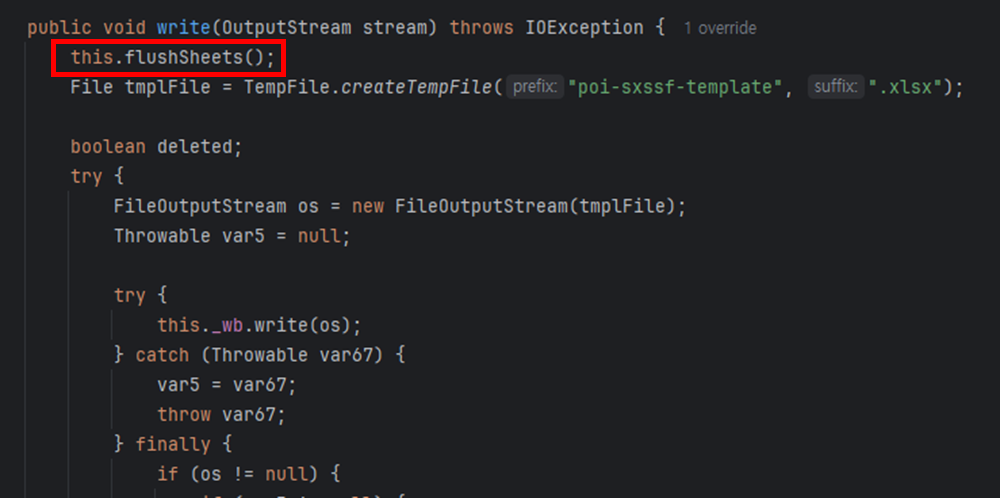 public void write(OutputStream stream) throws IOException { 1 override
this.flushSheets();
File tmplFile = TempFile.createTempFile( prefix: "poi-sxssf-template", suffix: ".xlsx");
boolean deleted;
try {
FileOutputStream os = new FileOutputStream(tmplFile);
Throwable var5 = null;
try {
this._wb.write(os);
} catch (Throwable var67) {
var5 = var67;
throw var67;
} finally {
if (os != null) {